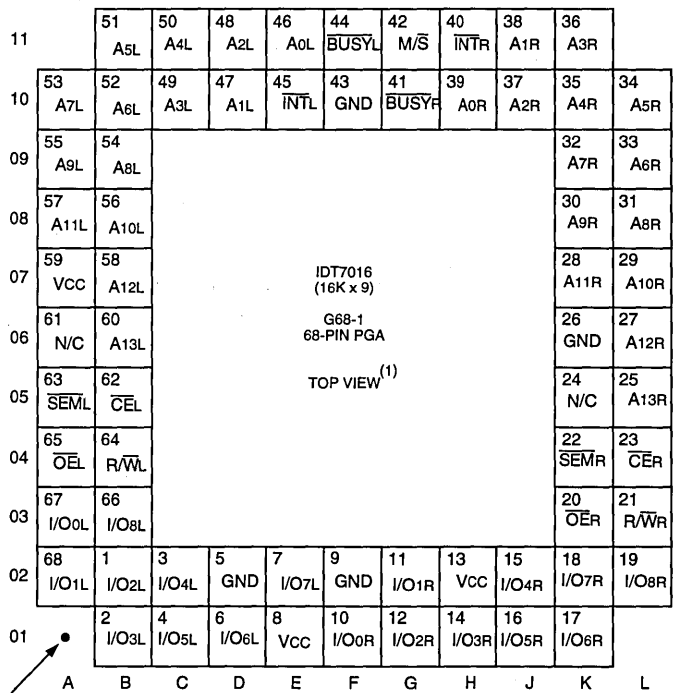 11 51 50 48 46 44 42 40 38 36
A5L A4L A2L A0L BUSYL M/S INTR A1R A3R
10 53 52 49 47 45 43 41 39 37 35 34
A7L A6L A3L A1L INTL GND BUSYR A0R A2R A4R A5R
09 55 54 32 33
A9L A8L A7R A6R
08 57 56 30 31
A11L A10L A9R A8R
07 59 58 28 29
VCC A12L A11R A10R
IDT7016
(16K x 9)
06 61 60 26 27
N/C A13L GND A12R
G68-1
68-PIN PGA
05 63 62 24 25
SEML CEL N/C A13R
TOP VIEW(1)
04 65 64 22 23
OEL R/WL SEMR CER
03 67 66 20 21
I/O0L I/O8L OER R/WR
02 68 1 3 5 7 9 11 13 15 18 19
I/O1L I/O2L I/O4L GND I/O7L GND I/O1R VCC I/O4R I/O7R I/O8R
01 2 4 6 8 10 12 14 16 17
I/O3L I/O5L I/O6L VCC I/O0R I/O2R I/O3R I/O5R I/O6R
A B C D E F G H J K L